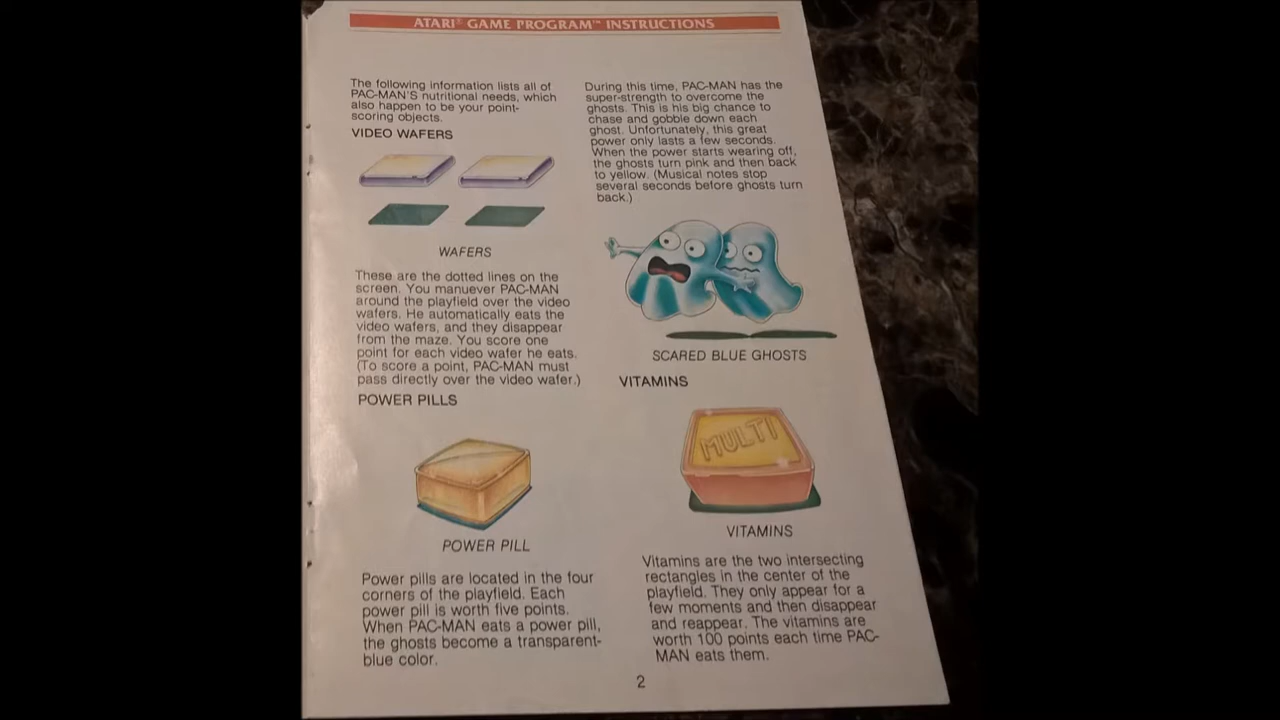 ATARI® GAME PROGRAM™ INSTRUCTIONS
The following information lists all of
PAC-MAN'S nutritional needs, which
also happen to be your point-
scoring objects.
VIDEO WAFERS
WAFERS
These are the dotted lines on the
screen. You manuever PAC-MAN
around the playfield over the video
wafers. He automatically eats the
video wafers, and they disappear
from the maze. You score one
point for each video wafer he eats.
(To score a point, PAC-MAN must
pass directly over the video wafer.)
POWER PILLS
POWER PILL
Power pills are located in the four
corners of the playfield. Each
power pill is worth five points.
When PAC-MAN eats a power pill,
the ghosts become a transparent-
blue color.
During this time, PAC-MAN has the
super-strength to overcome the
ghosts. This is his big chance to
chase and gobble down each
ghost. Unfortunately, this great
power only lasts a few seconds.
When the power starts wearing off,
the ghosts turn pink and then back
to yellow. (Musical notes stop
several seconds before ghosts turn
back.)
SCARED BLUE GHOSTS
VITAMINS
MULTI
VITAMINS
Vitamins are the two intersecting
rectangles in the center of the
playfield. They only appear for a
few moments and then disappear
and reappear. The vitamins are
worth 100 points each time PAC-
MAN eats them.
2